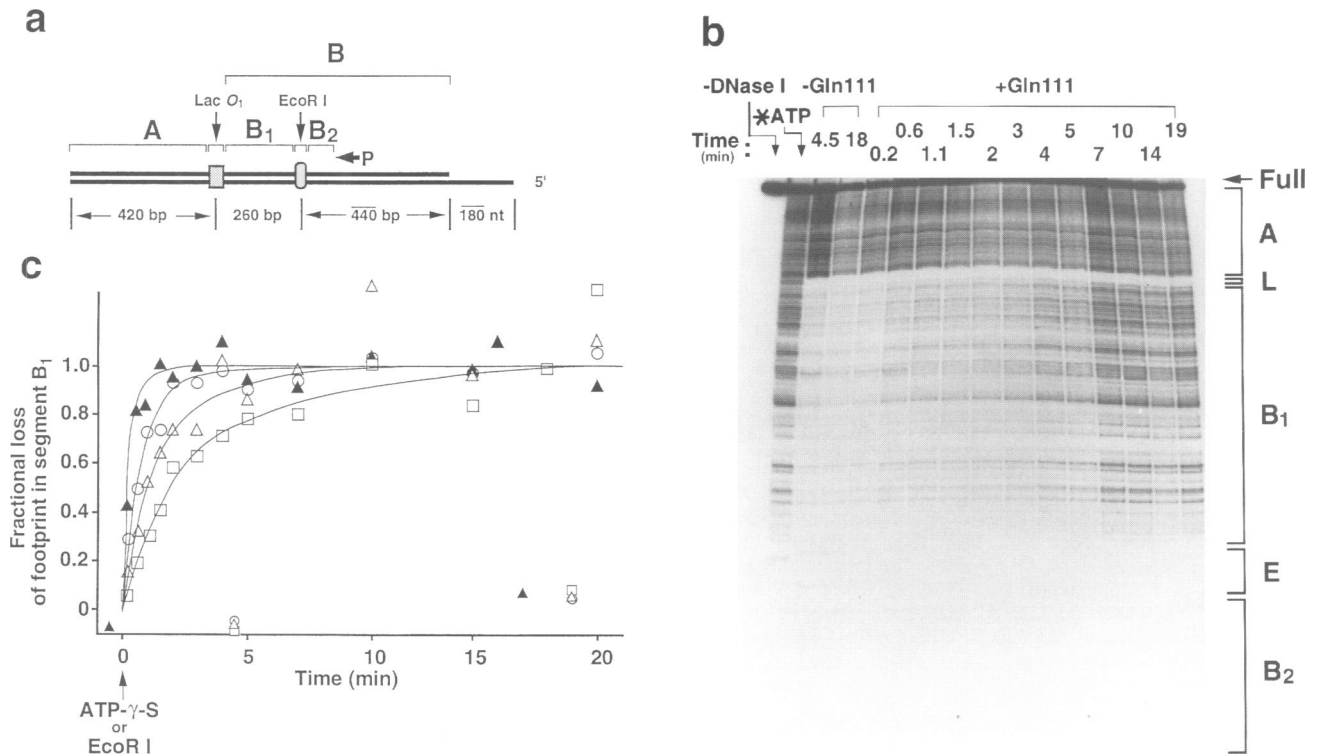 a
B
Lac O₁ EcoR I
A B₁ B₂
P
5'
420 bp 260 bp 440 bp 180 nt
b
-DNase I -Gln111 +Gln111
*ATP
Time (min) : 4.5 18 0.2 0.6 1.1 1.5 2 3 4 5 7 10 14 19
Full
A
L
B₁
E
B₂
c
Fractional loss
of footprint in segment B₁
1.0
0.8
0.6
0.4
0.2
0
0 5 10 15 20
Time (min)
ATP-γ-S
or
EcoR I